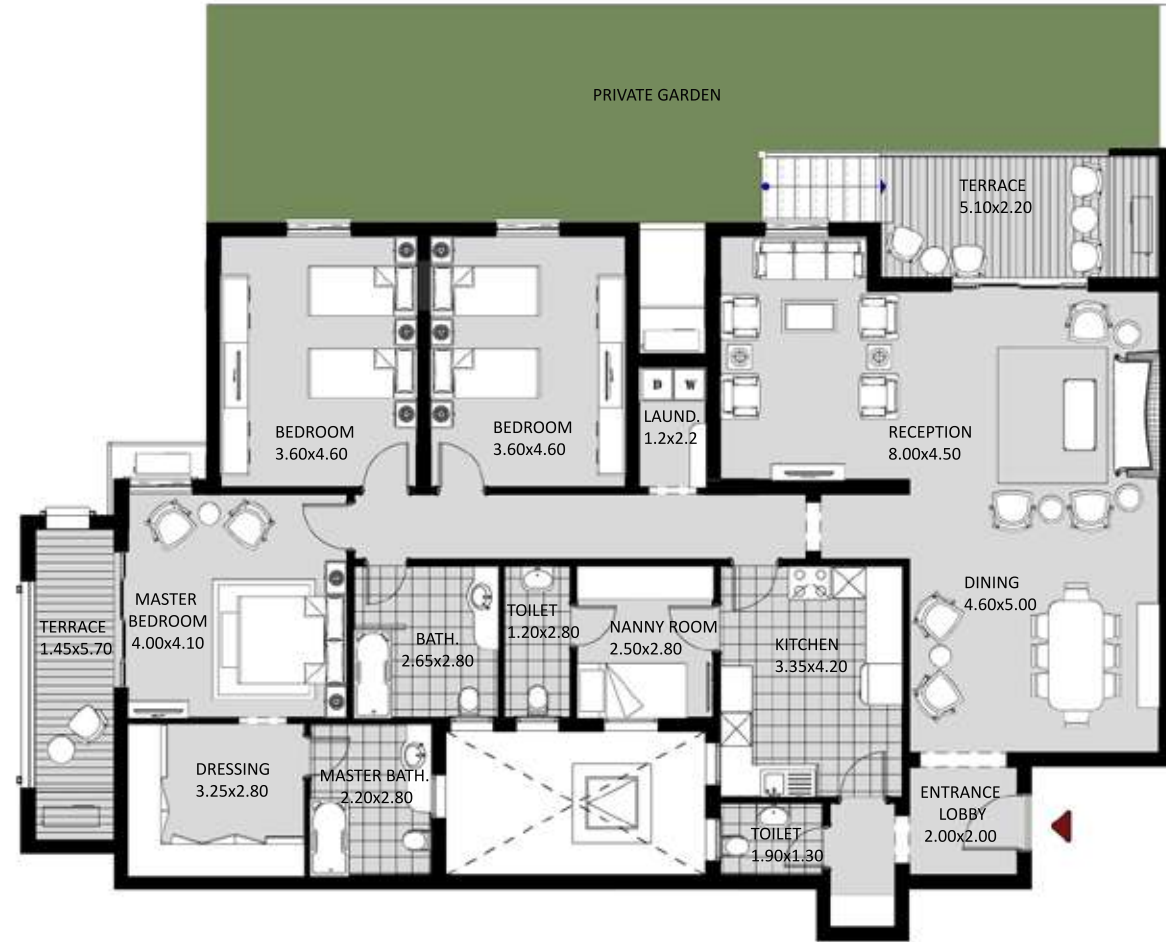 PRIVATE GARDEN
TERRACE
5.10x2.20
BEDROOM
3.60x4.60
BEDROOM
3.60x4.60
D W
LAUND.
1.2x2.2
RECEPTION
8.00x4.50
MASTER
BEDROOM
4.00x4.10
TERRACE
1.45x5.70
BATH.
2.65x2.80
TOILET
1.20x2.80
NANNY ROOM
2.50x2.80
KITCHEN
3.35x4.20
DINING
4.60x5.00
DRESSING
3.25x2.80
MASTER BATH.
2.20x2.80
TOILET
1.90x1.30
ENTRANCE
LOBBY
2.00x2.00